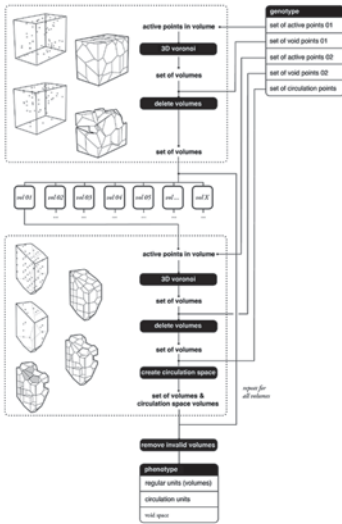 genotype
set of active points 01
set of void points 01
set of active points 02
set of void points 02
set of circulation points
active points in volume
3D voronoi
set of volumes
delete volumes
set of volumes
vol 01
vol 02
vol 03
vol 04
vol 05
vol ...
vol X
...
...
...
...
...
...
active points in volume
3D voronoi
set of volumes
delete volumes
set of volumes
create circulation space
set of volumes &
circulation space volumes
repeat for
all volumes
remove invalid volumes
phenotype
regular units (volumes)
circulation units
void space